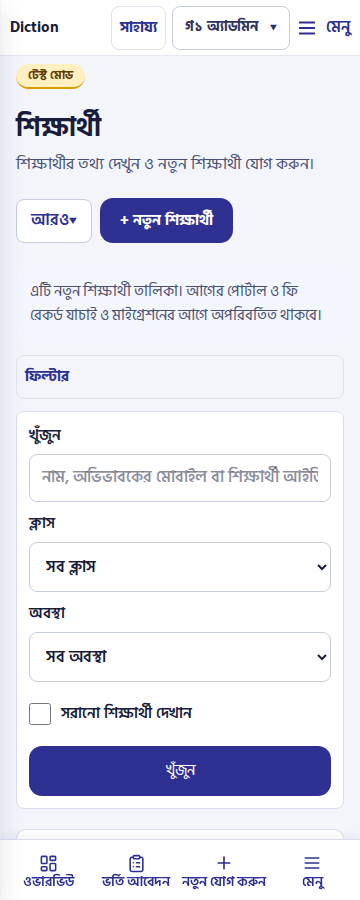 Diction
সাহায্য
গ১ অ্যাডমিন ▾
মেনু
টেস্ট মোড
শিক্ষার্থী
শিক্ষার্থীর তথ্য দেখুন ও নতুন শিক্ষার্থী যোগ করুন।
আরও▾
+ নতুন শিক্ষার্থী
এটি নতুন শিক্ষার্থী তালিকা। আগের পোর্টাল ও ফি
রেকর্ড যাচাই ও মাইগ্রেশনের আগে অপরিবর্তিত থাকবে।
ফিল্টার
খুঁজুন
নাম, অভিভাবকের মোবাইল বা শিক্ষার্থী আইডি
ক্লাস
সব ক্লাস
অবস্থা
সব অবস্থা
সরানো শিক্ষার্থী দেখান
খুঁজুন
ওভারভিউ
ভর্তি আবেদন
নতুন যোগ করুন
মেনু